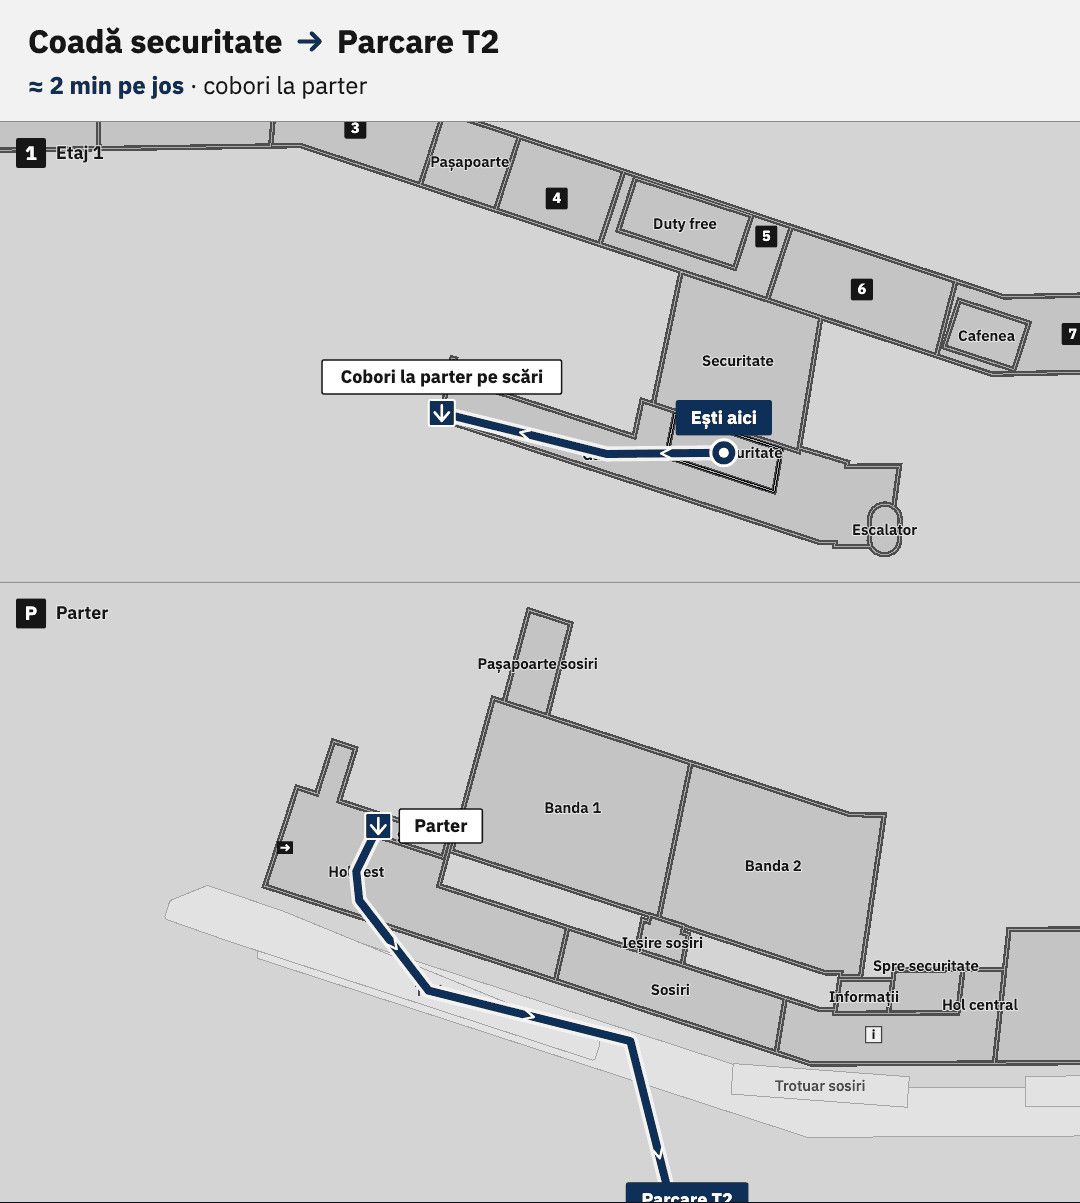 Coadă securitate → Parcare T2
≈ 2 min pe jos · cobori la parter
1 Etaj 1
3
Pașapoarte
4
Duty free
5
6
Cafenea
7
Securitate
Cobori la parter pe scări
Ești aici
Escalator
P Parter
Pașapoarte sosiri
Banda 1
Parter
Banda 2
Ieșire sosiri
Spre securitate
Sosiri
Informații
Hol central
i
Trotuar sosiri
Parcare T2